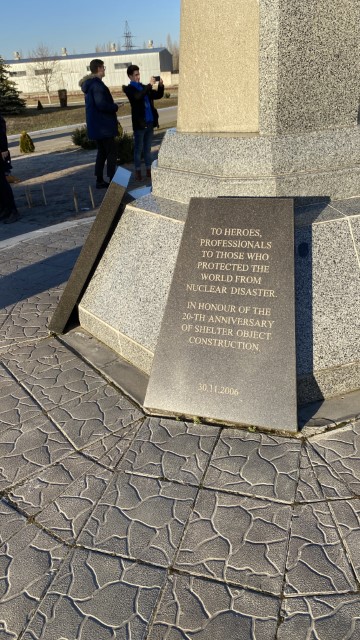 TO HEROES,
PROFESSIONALS
TO THOSE WHO
PROTECTED THE
WORLD FROM
NUCLEAR DISASTER.
IN HONOUR OF THE
20-TH ANNIVERSARY
OF SHELTER OBJECT
CONSTRUCTION.
30.11.2006